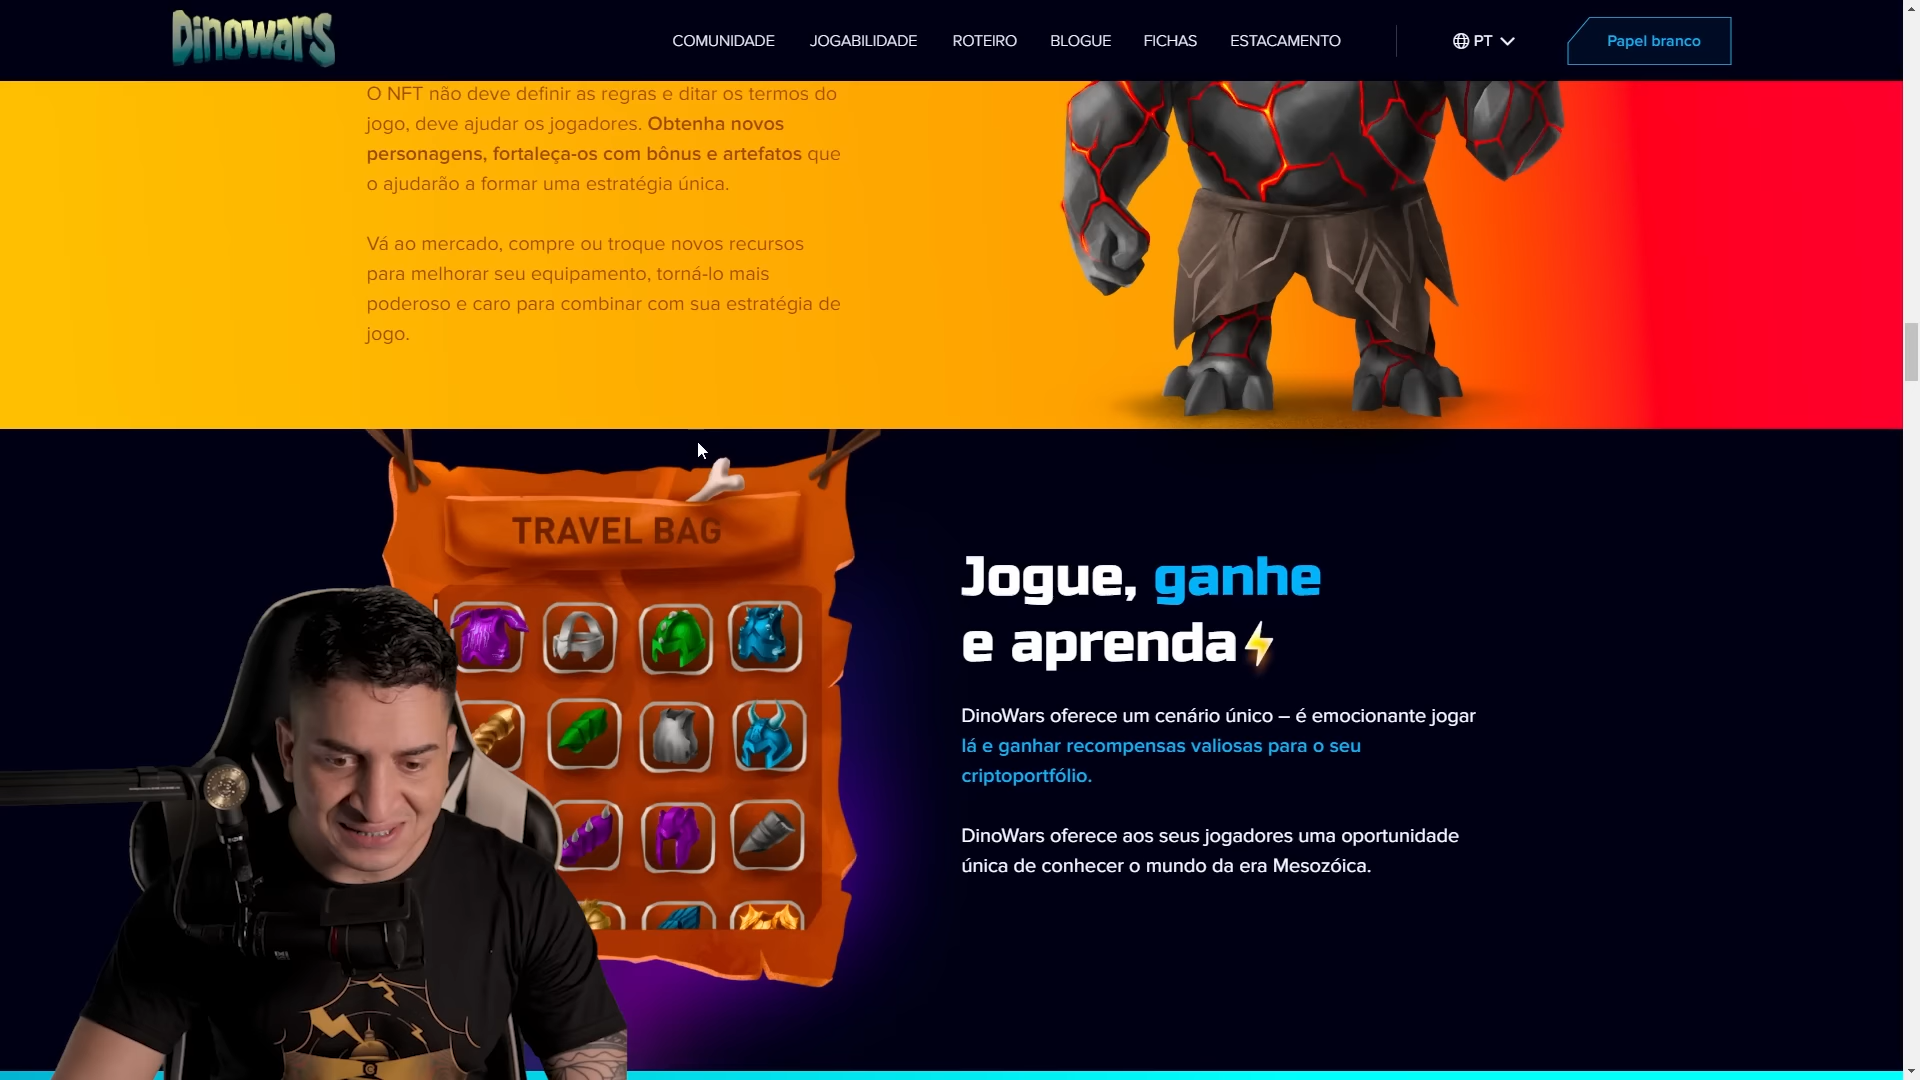 Dinowars
COMUNIDADE
JOGABILIDADE
ROTEIRO
BLOGUE
FICHAS
ESTACAMENTO
PT
Papel branco
O NFT não deve definir as regras e ditar os termos do
jogo, deve ajudar os jogadores. Obtenha novos
personagens, fortaleça-os com bônus e artefatos que
o ajudarão a formar uma estratégia única.
Vá ao mercado, compre ou troque novos recursos
para melhorar seu equipamento, torná-lo mais
poderoso e caro para combinar com sua estratégia de
jogo.
TRAVEL BAG
Jogue, ganhe
e aprenda
DinoWars oferece um cenário único – é emocionante jogar
lá e ganhar recompensas valiosas para o seu
criptoportfólio.
DinoWars oferece aos seus jogadores uma oportunidade
única de conhecer o mundo da era Mesozóica.